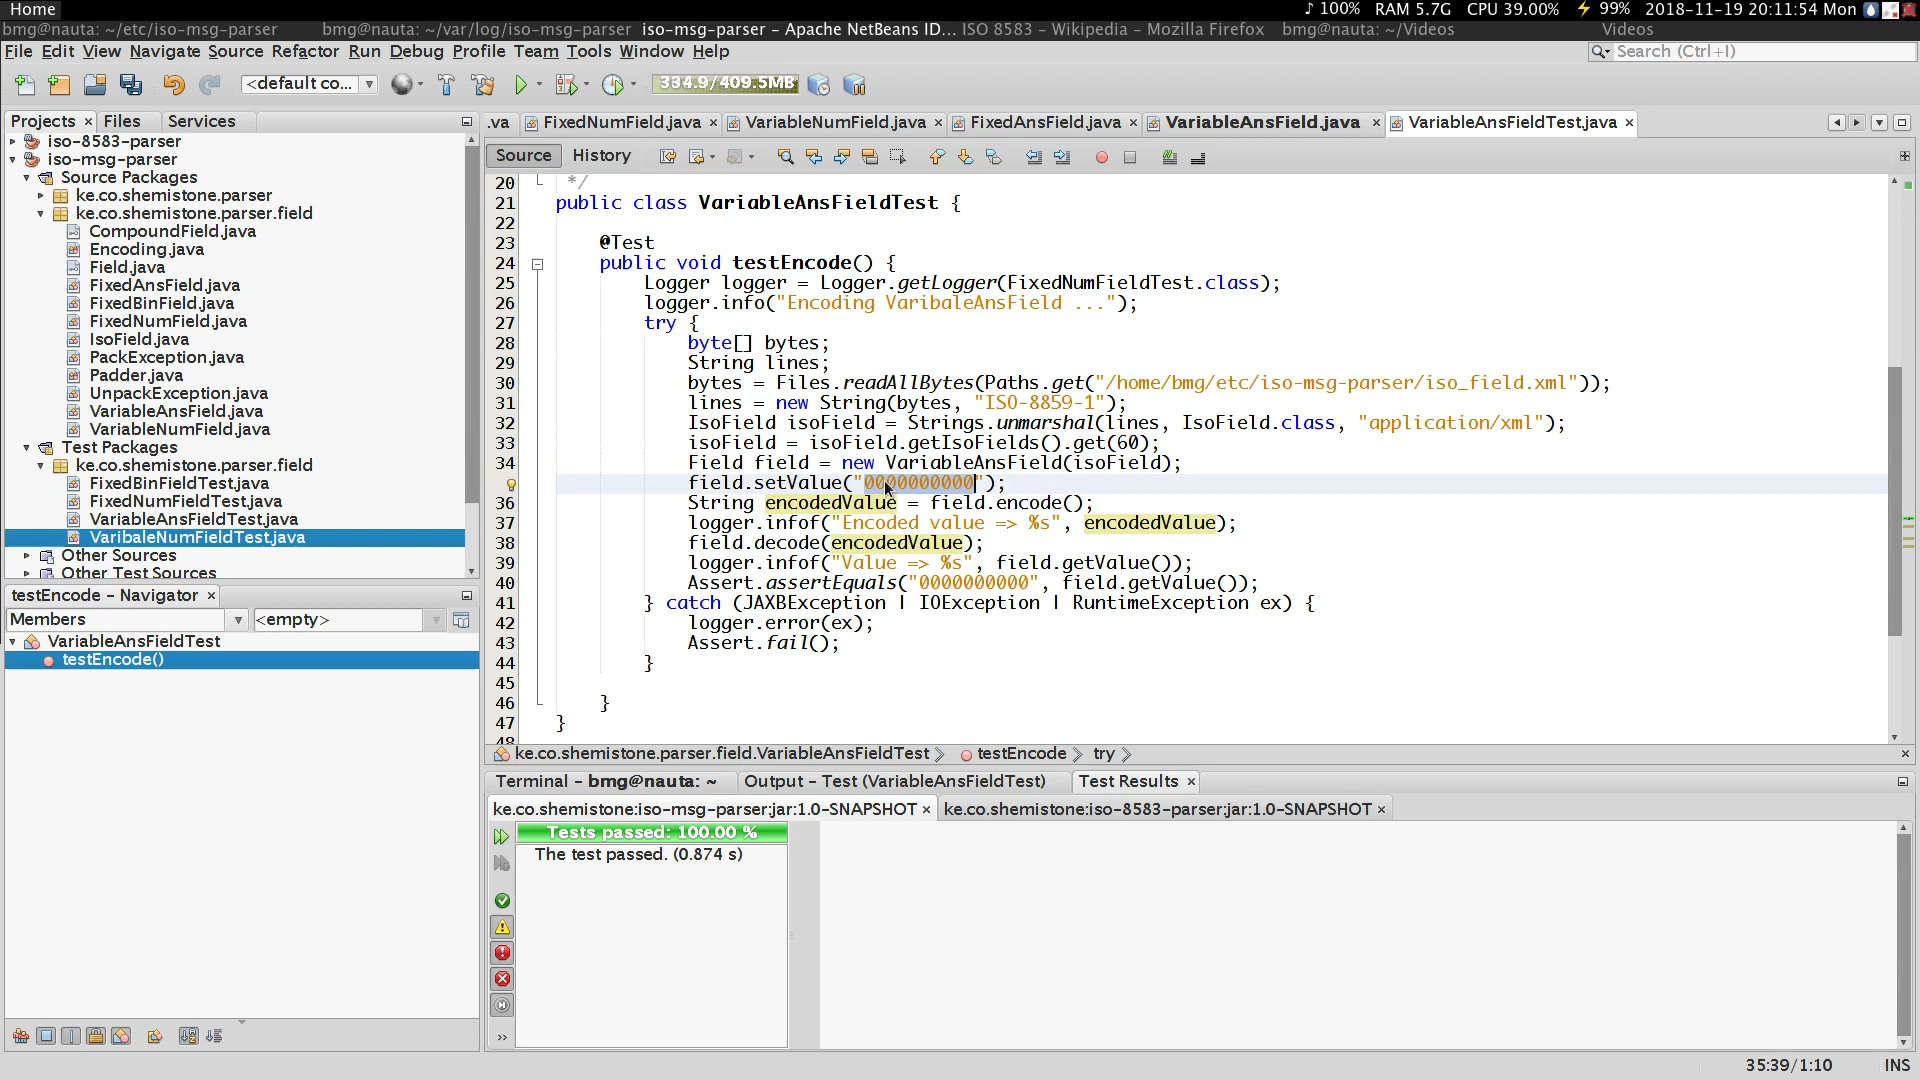 Home
♪ 100% RAM 5.7G CPU 39.00% ⚡ 99% 2018-11-19 20:11:54 Mon
bmg@nauta: ~/etc/iso-msg-parser bmg@nauta: ~/var/log/iso-msg-parser iso-msg-parser - Apache NetBeans ID... ISO 8583 - Wikipedia - Mozilla Firefox bmg@nauta: ~/Videos Videos
File Edit View Navigate Source Refactor Run Debug Profile Team Tools Window Help
Search (Ctrl+I)
<default co... 334.9/409.5MB
Projects Files Services
iso-8583-parser
iso-msg-parser
Source Packages
ke.co.shemistone.parser
ke.co.shemistone.parser.field
CompoundField.java
Encoding.java
Field.java
FixedAnsField.java
FixedBinField.java
FixedNumField.java
IsoField.java
PackException.java
Padder.java
UnpackException.java
VariableAnsField.java
VariableNumField.java
Test Packages
ke.co.shemistone.parser.field
FixedBinFieldTest.java
FixedNumFieldTest.java
VariableAnsFieldTest.java
VaribaleNumFieldTest.java
Other Sources
Other Test Sources
testEncode - Navigator
Members <empty>
VariableAnsFieldTest
testEncode()
.va FixedNumField.java VariableNumField.java FixedAnsField.java VariableAnsField.java VariableAnsFieldTest.java
Source History
20 */
21 public class VariableAnsFieldTest {
22
23 @Test
24 public void testEncode() {
25 Logger logger = Logger.getLogger(FixedNumFieldTest.class);
26 logger.info("Encoding VaribaleAnsField ...");
27 try {
28 byte[] bytes;
29 String lines;
30 bytes = Files.readAllBytes(Paths.get("/home/bmg/etc/iso-msg-parser/iso_field.xml"));
31 lines = new String(bytes, "ISO-8859-1");
32 IsoField isoField = Strings.unmarshal(lines, IsoField.class, "application/xml");
33 isoField = isoField.getIsoFields().get(60);
34 Field field = new VariableAnsField(isoField);
field.setValue("0000000000");
36 String encodedValue = field.encode();
37 logger.infof("Encoded value => %s", encodedValue);
38 field.decode(encodedValue);
39 logger.infof("Value => %s", field.getValue());
40 Assert.assertEquals("0000000000", field.getValue());
41 } catch (JAXBException | IOException | RuntimeException ex) {
42 logger.error(ex);
43 Assert.fail();
44 }
45
46 }
47 }
48
ke.co.shemistone.parser.field.VariableAnsFieldTest testEncode try
Terminal - bmg@nauta: ~ Output - Test (VariableAnsFieldTest) Test Results
ke.co.shemistone:iso-msg-parser:jar:1.0-SNAPSHOT ke.co.shemistone:iso-8583-parser:jar:1.0-SNAPSHOT
Tests passed: 100.00 %
The test passed. (0.874 s)
35:39/1:10 INS